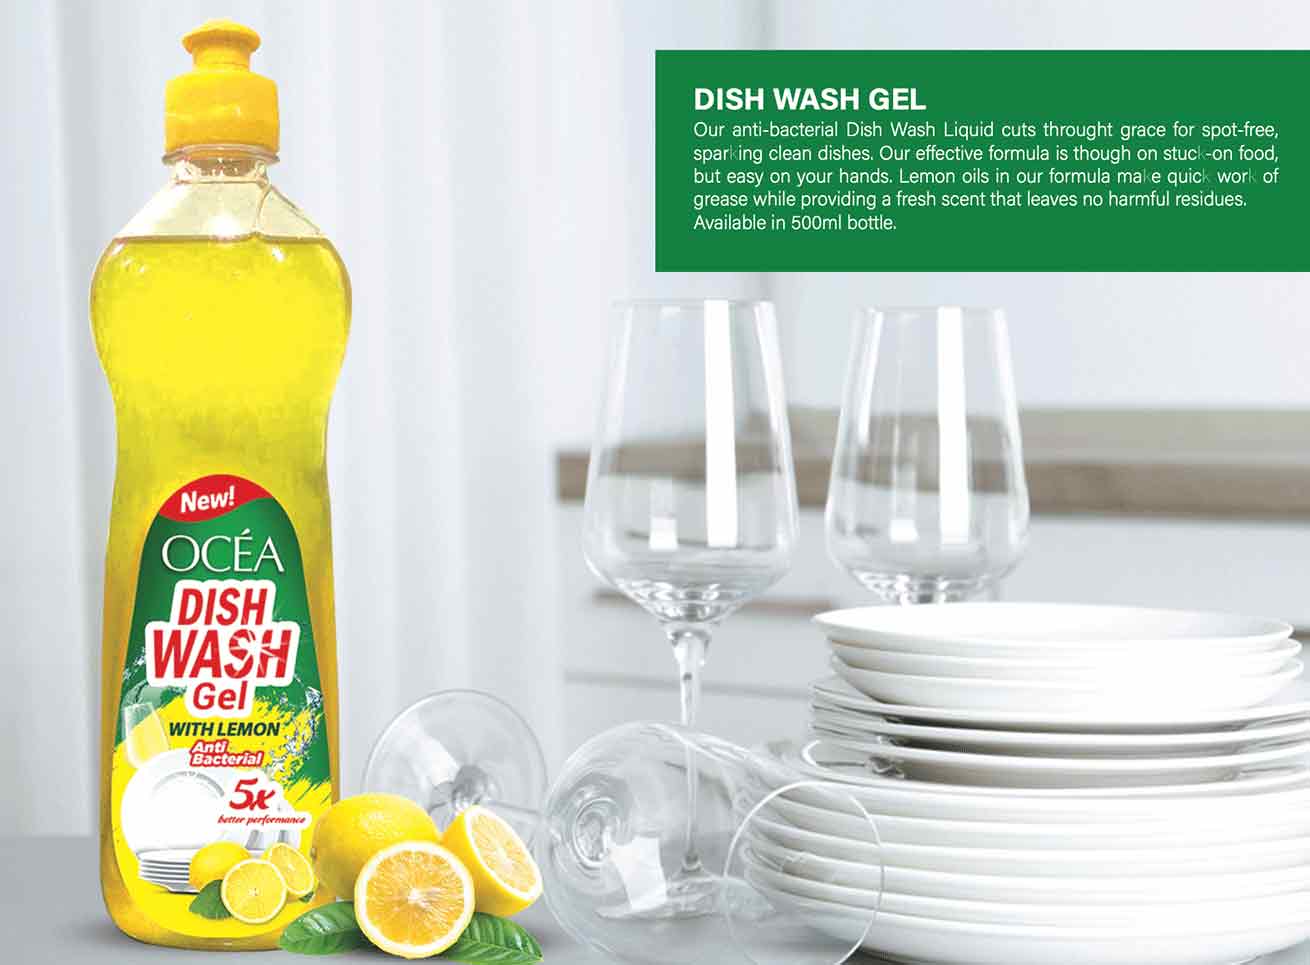 DISH WASH GEL
Our anti-bacterial Dish Wash Liquid cuts throught grace for spot-free,
sparking clean dishes. Our effective formula is though on stuck-on food,
but easy on your hands. Lemon oils in our formula make quick work of
grease while providing a fresh scent that leaves no harmful residues.
Available in 500ml bottle.
New!
OCÉA
DISH
WASH
Gel
WITH LEMON
Anti
Bacterial
5x
better performance